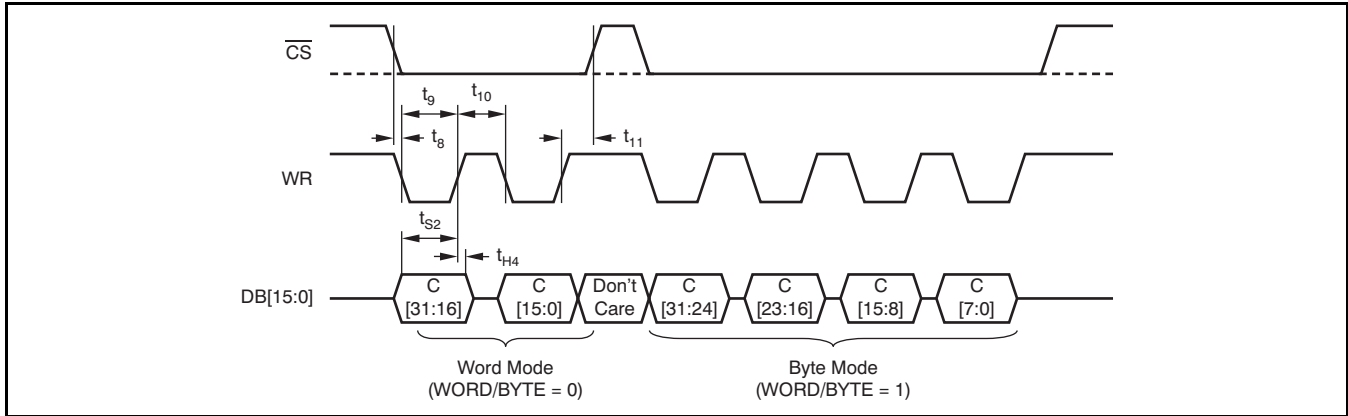 CS
t9 t10
t8 t11
WR
tS2
tH4
DB[15:0]
C [31:16] C [15:0] Don't Care C [31:24] C [23:16] C [15:8] C [7:0]
Word Mode
(WORD/BYTE = 0)
Byte Mode
(WORD/BYTE = 1)